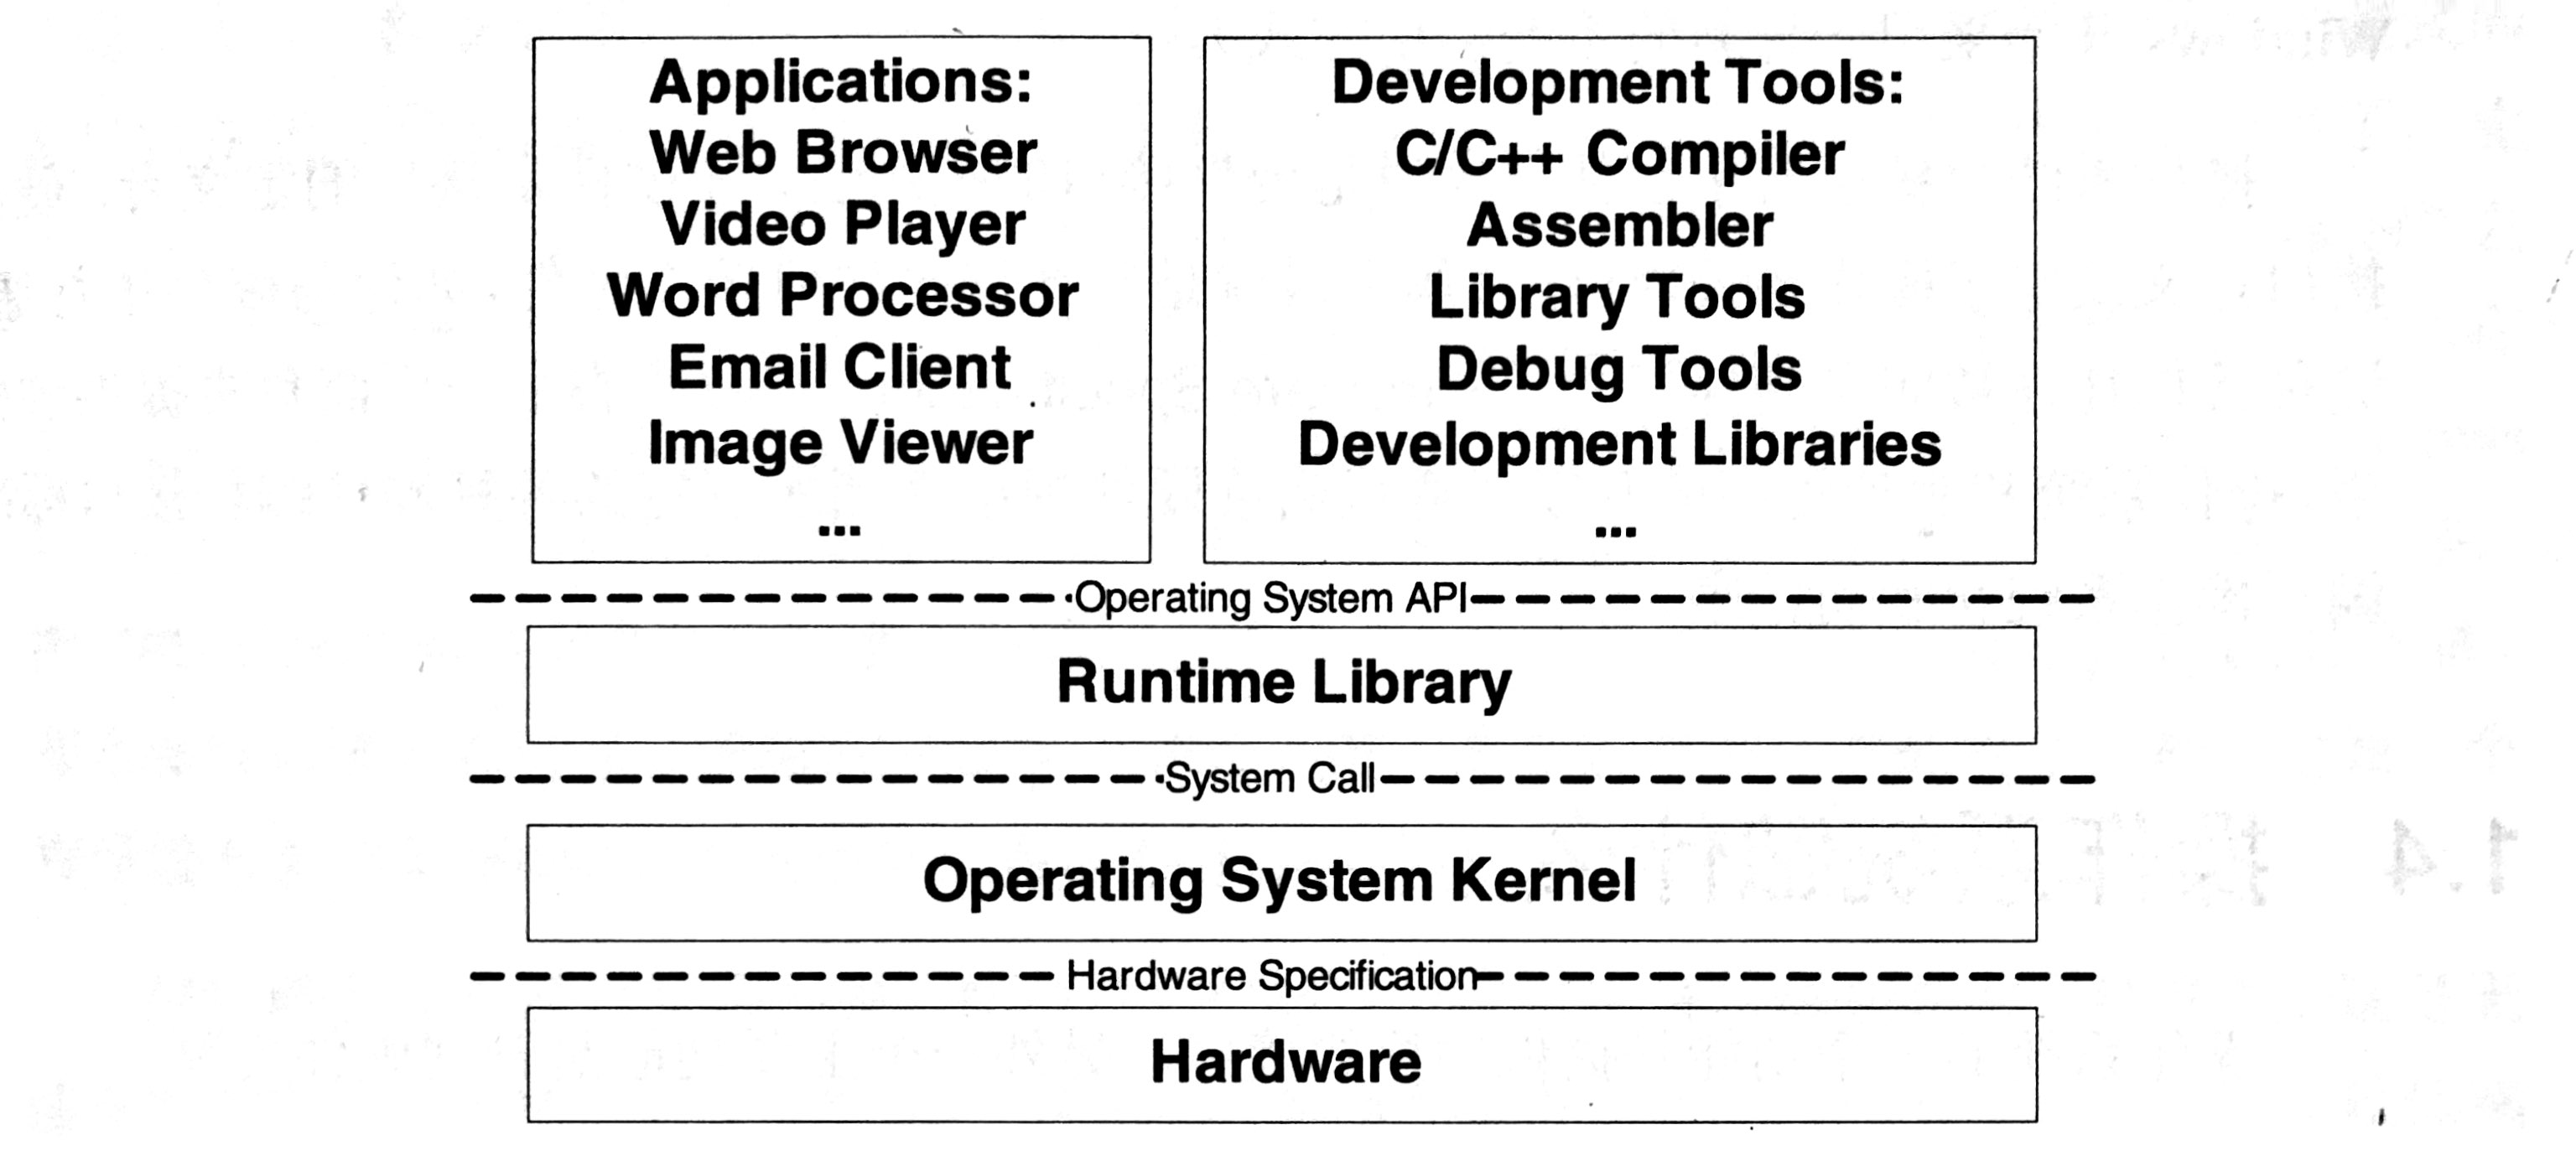 Applications:
Web Browser
Video Player
Word Processor
Email Client
Image Viewer
...
Development Tools:
C/C++ Compiler
Assembler
Library Tools
Debug Tools
Development Libraries
...
Operating System API
Runtime Library
System Call
Operating System Kernel
Hardware Specification
Hardware